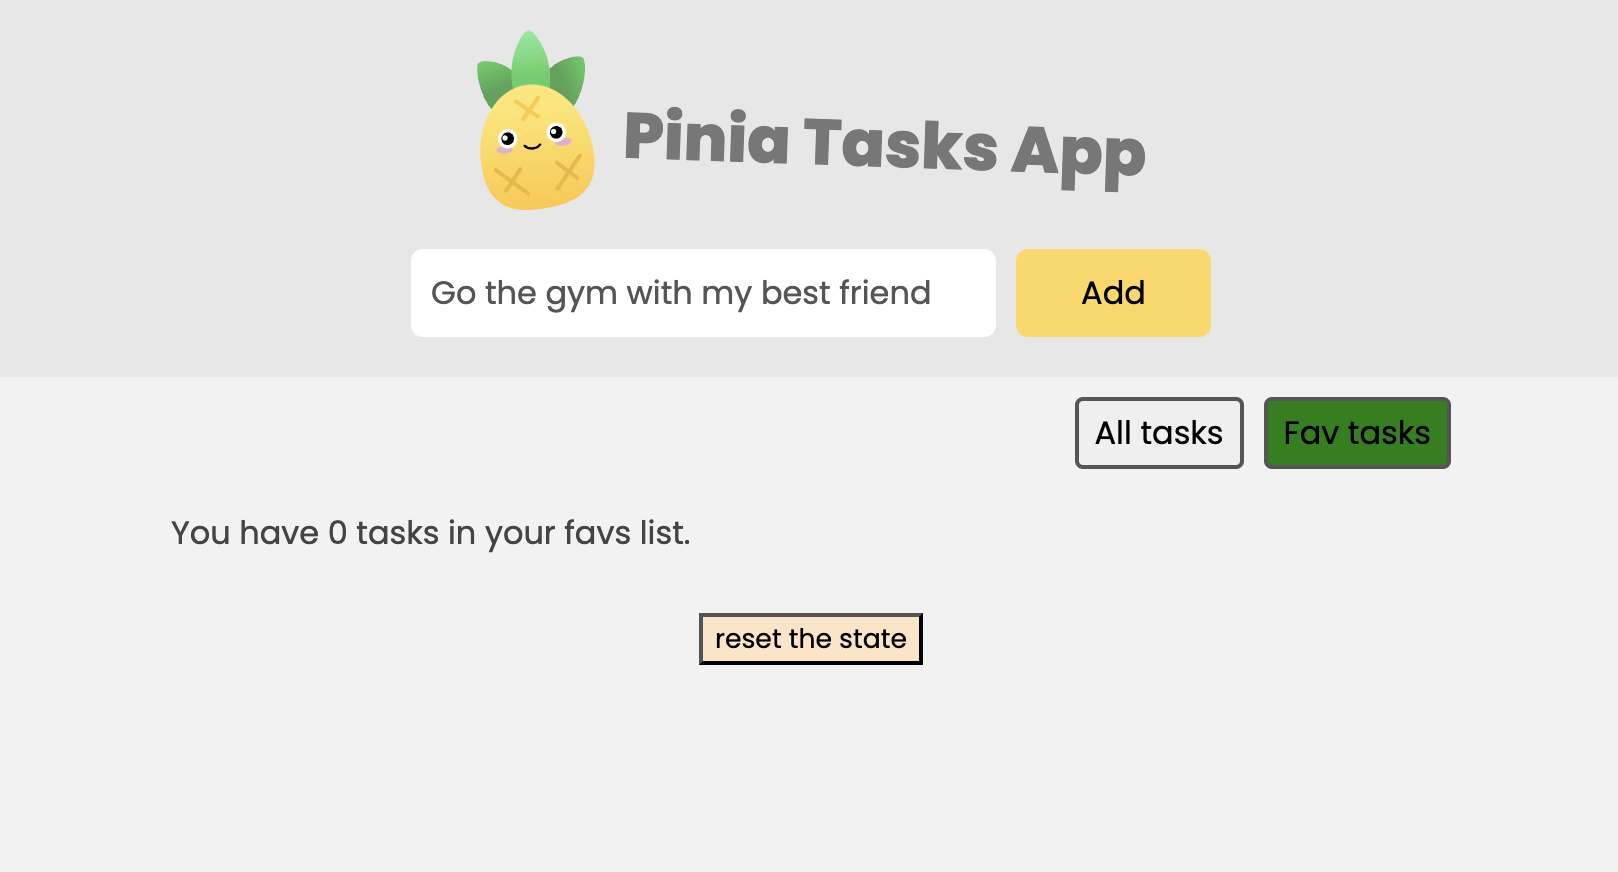 Pinia Tasks App
Go the gym with my best friend
Add
All tasks
Fav tasks
You have 0 tasks in your favs list.
reset the state